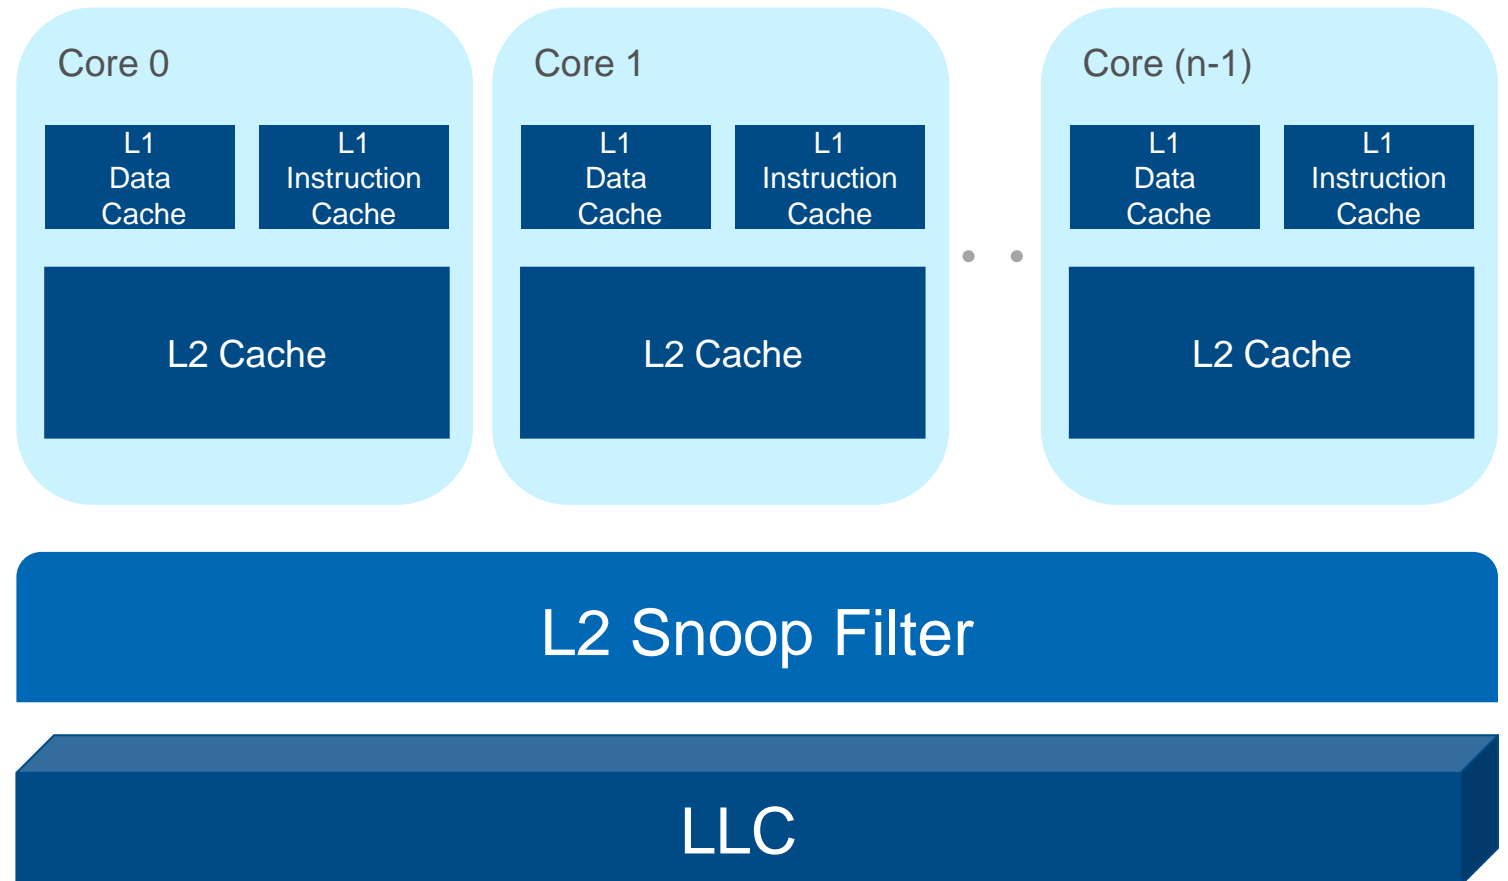 Core 0
L1
Data
Cache
L1
Instruction
Cache
L2 Cache
Core 1
L1
Data
Cache
L1
Instruction
Cache
L2 Cache
Core (n-1)
L1
Data
Cache
L1
Instruction
Cache
L2 Cache
L2 Snoop Filter
LLC